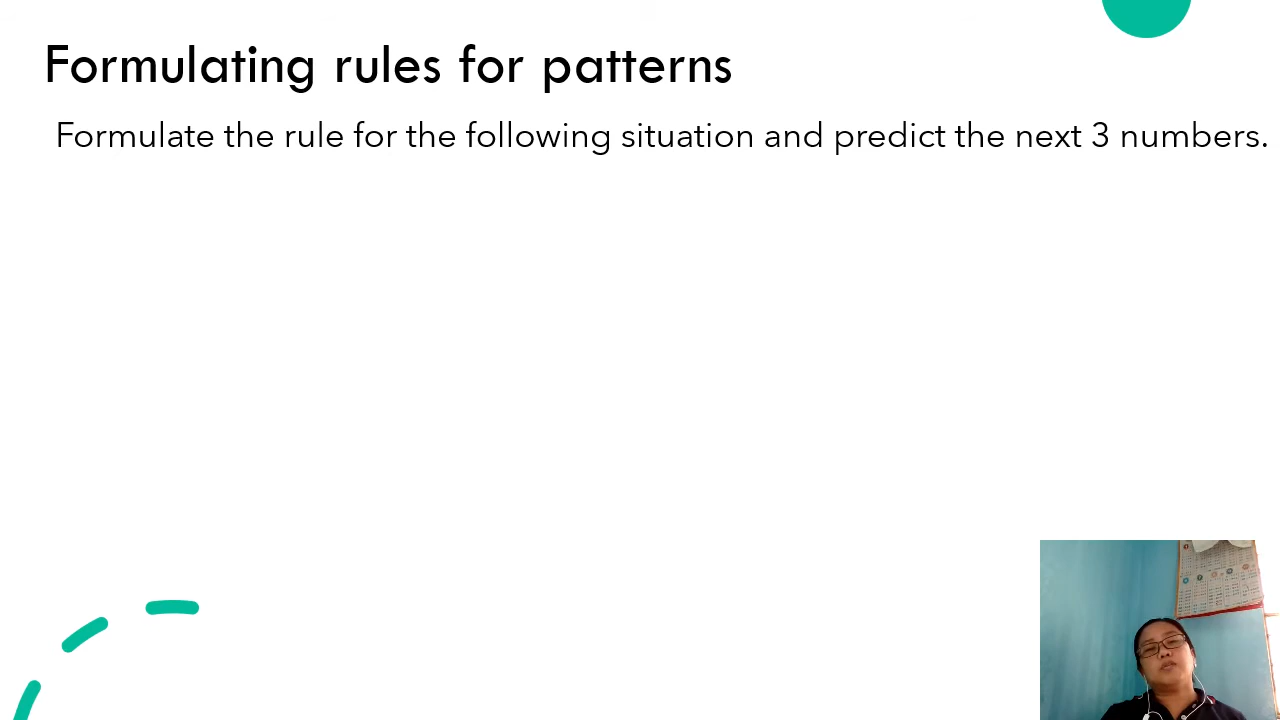 Formulating rules for patterns
Formulate the rule for the following situation and predict the next 3 numbers.